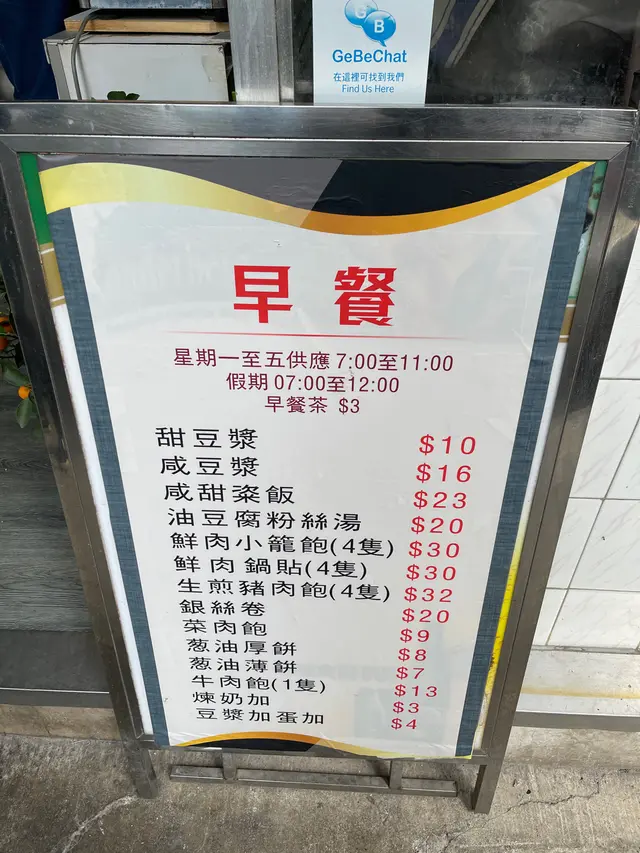 G
B
GeBeChat
在這裡可找到我們
Find Us Here
早餐
星期一至五供應 7:00至11:00
假期 07:00至12:00
早餐茶 $3
甜豆漿 $10
咸豆漿 $16
咸甜粢飯 $23
油豆腐粉絲湯 $20
鮮肉小籠飽(4隻) $30
鮮肉鍋貼(4隻) $30
生煎豬肉飽(4隻) $32
銀絲卷 $20
菜肉飽 $9
葱油厚餅 $8
葱油薄餅 $7
牛肉飽(1隻) $13
煉奶加 $3
豆漿加蛋加 $4